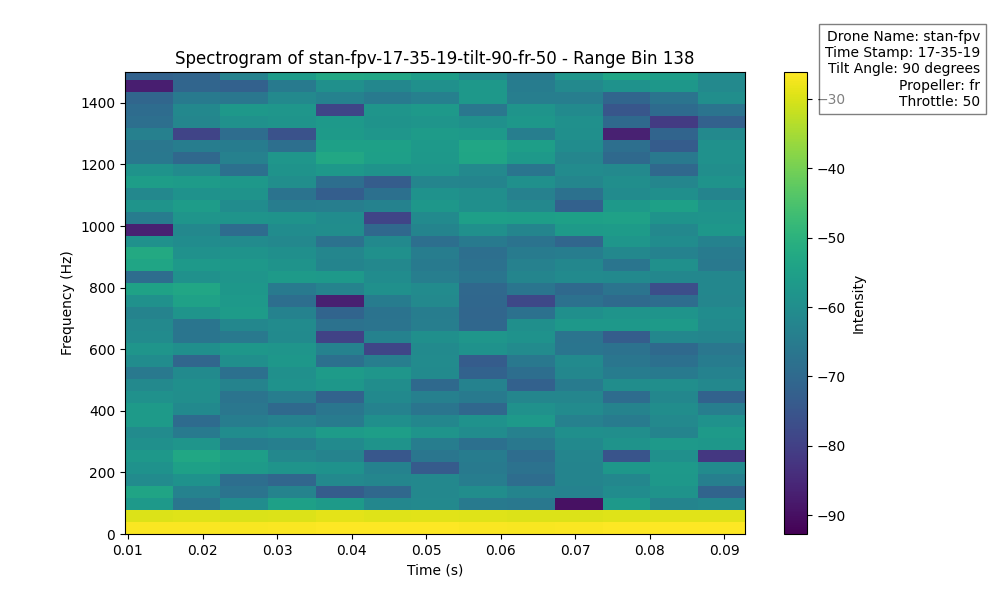 Spectrogram of stan-fpv-17-35-19-tilt-90-fr-50 - Range Bin 138
Drone Name: stan-fpv
Time Stamp: 17-35-19
Tilt Angle: 90 degrees
Propeller: fr
Throttle: 50
Frequency (Hz)
1400
1200
1000
800
600
400
200
0
0.01 0.02 0.03 0.04 0.05 0.06 0.07 0.08 0.09
Time (s)
−30
−40
−50
−60
−70
−80
−90
Intensity